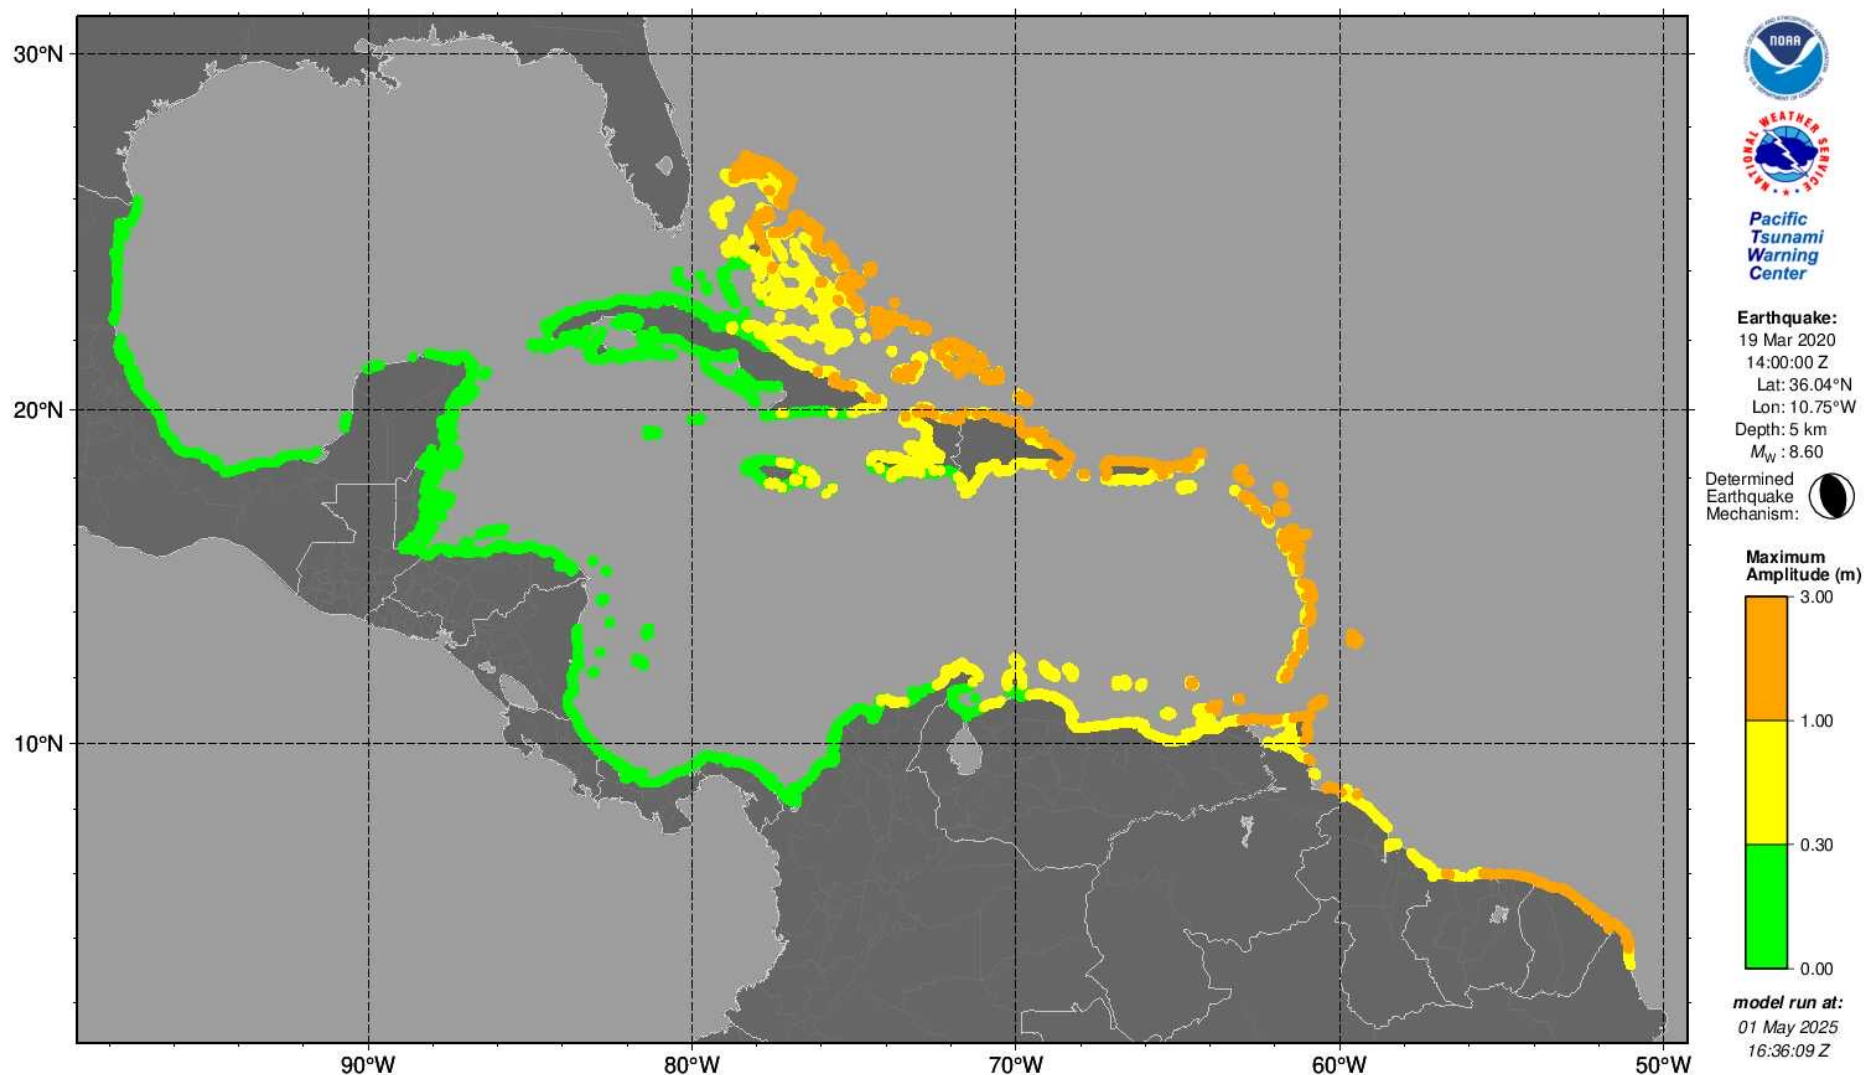 30°N
20°N
10°N
90°W
80°W
70°W
60°W
50°W
NOAA
NATIONAL WEATHER SERVICE
Pacific
Tsunami
Warning
Center
Earthquake:
19 Mar 2020
14:00:00 Z
Lat: 36.04°N
Lon: 10.75°W
Depth: 5 km
MW : 8.60
Determined
Earthquake
Mechanism:
Maximum
Amplitude (m)
3.00
1.00
0.30
0.00
model run at:
01 May 2025
16:36:09 Z